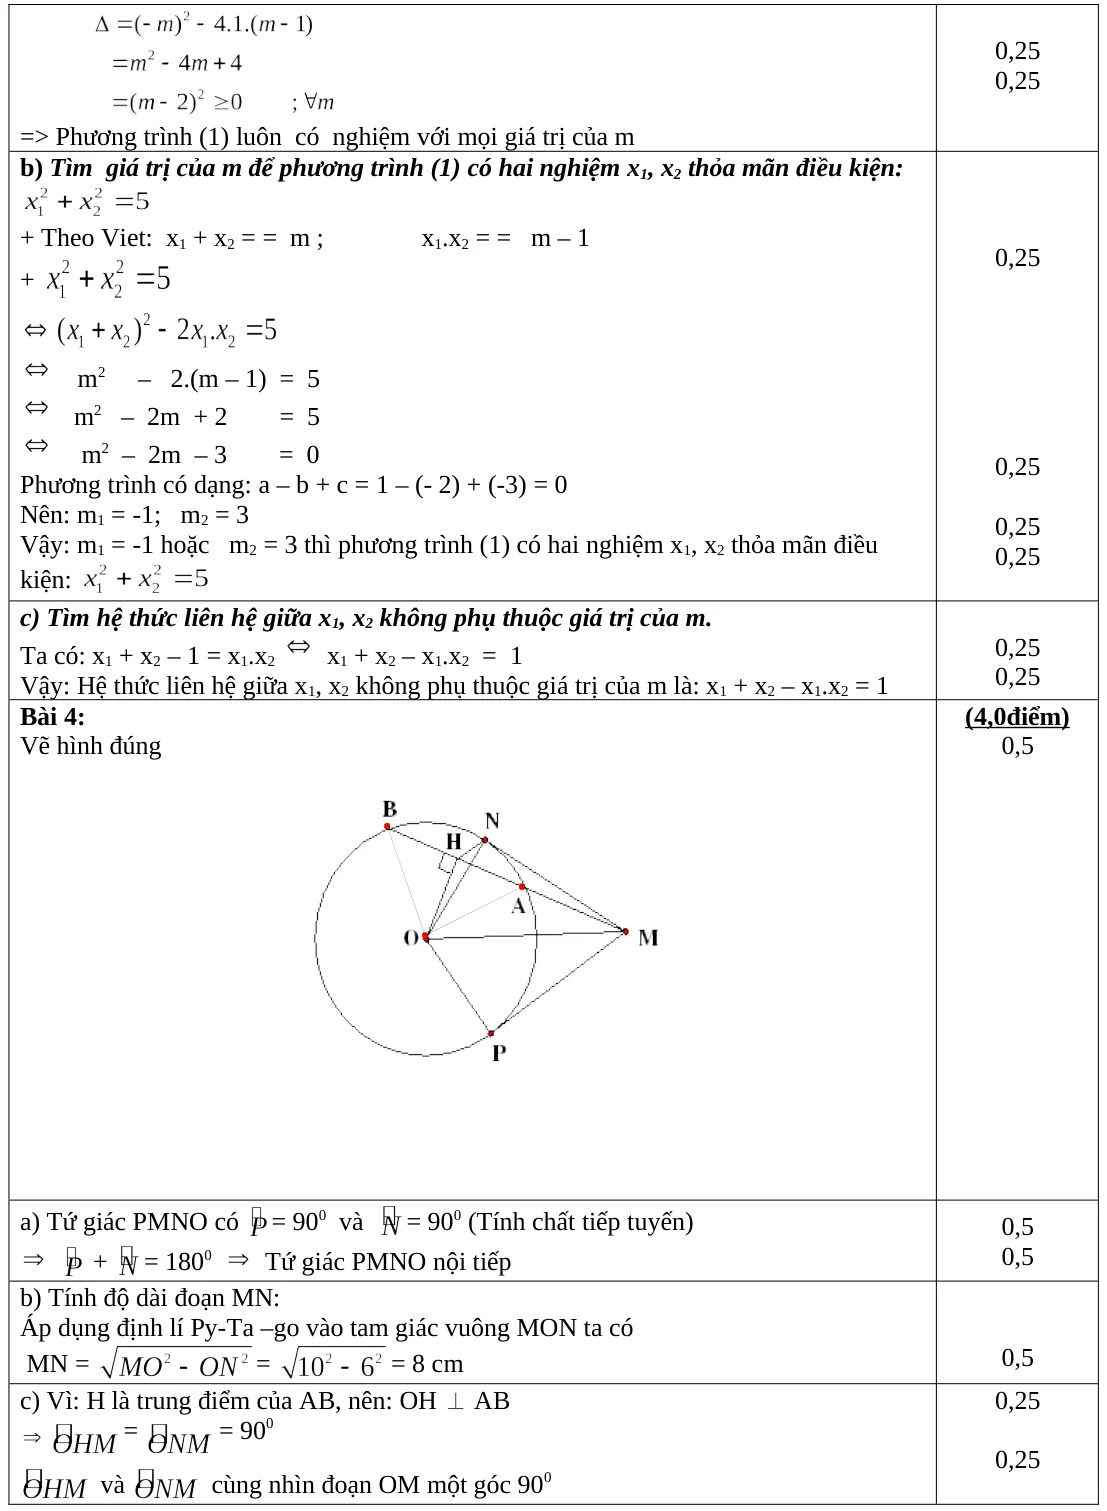 Δ =(- m)² - 4.1.(m - 1)
=m² - 4m + 4
=(m - 2)² ≥0 ; ∀m
0,25
0,25
=> Phương trình (1) luôn có nghiệm với mọi giá trị của m
b) Tìm giá trị của m để phương trình (1) có hai nghiệm x₁, x₂ thỏa mãn điều kiện:
x₁² + x₂² =5
+ Theo Viet: x₁ + x₂ = = m ; x₁.x₂ = = m – 1
0,25
+ x₁² + x₂² =5
⇔ (x₁ + x₂)² - 2x₁.x₂ =5
⇔ m² – 2.(m – 1) = 5
⇔ m² – 2m + 2 = 5
⇔ m² – 2m – 3 = 0
0,25
Phương trình có dạng: a – b + c = 1 – (- 2) + (-3) = 0
Nên: m₁ = -1; m₂ = 3
0,25
Vậy: m₁ = -1 hoặc m₂ = 3 thì phương trình (1) có hai nghiệm x₁, x₂ thỏa mãn điều
0,25
kiện: x₁² + x₂² =5
c) Tìm hệ thức liên hệ giữa x₁, x₂ không phụ thuộc giá trị của m.
Ta có: x₁ + x₂ – 1 = x₁.x₂ ⇔ x₁ + x₂ – x₁.x₂ = 1
0,25
Vậy: Hệ thức liên hệ giữa x₁, x₂ không phụ thuộc giá trị của m là: x₁ + x₂ – x₁.x₂ = 1
0,25
Bài 4:
(4,0điểm)
Vẽ hình đúng
0,5
B
N
H
A
O
M
P
a) Tứ giác PMNO có P = 90⁰ và N = 90⁰ (Tính chất tiếp tuyến)
0,5
⇒ P + N = 180⁰ ⇒ Tứ giác PMNO nội tiếp
0,5
b) Tính độ dài đoạn MN:
Áp dụng định lí Py-Ta –go vào tam giác vuông MON ta có
MN = √(MO² - ON²) = √(10² - 6²) = 8 cm
0,5
c) Vì: H là trung điểm của AB, nên: OH ⊥ AB
0,25
⇒ OHM = ONM = 90⁰
0,25
OHM và ONM cùng nhìn đoạn OM một góc 90⁰